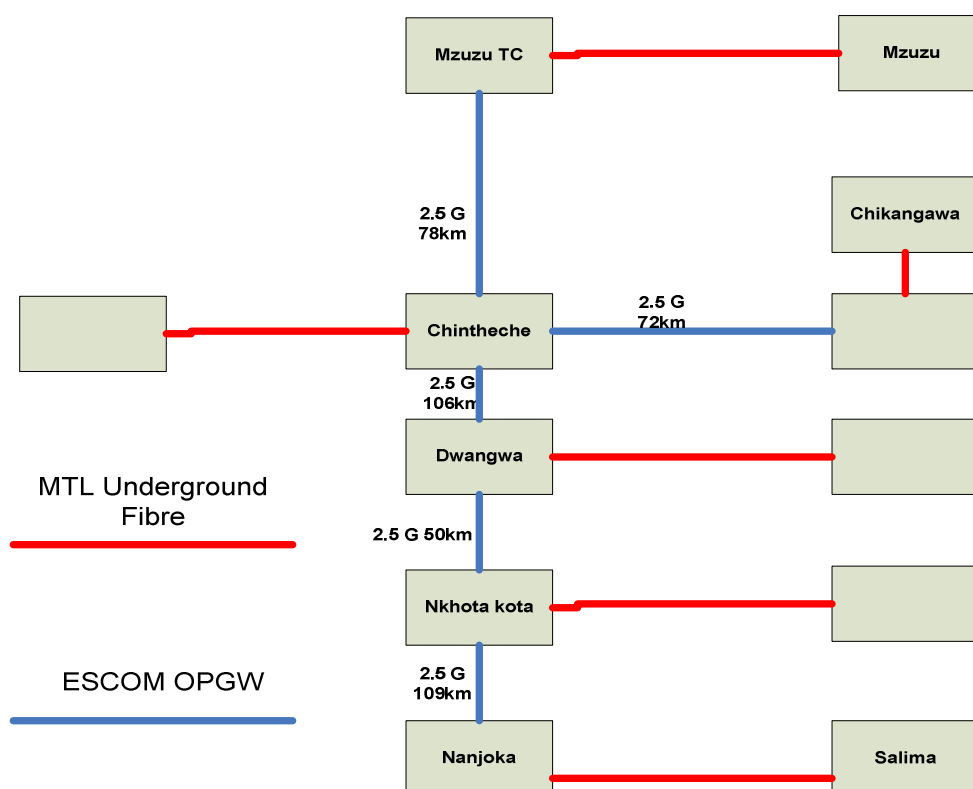 Mzuzu TC
Mzuzu
2.5 G
78km
Chikangawa
Chintheche
2.5 G
72km
2.5 G
106km
Dwangwa
MTL Underground
Fibre
2.5 G 50km
Nkhota kota
ESCOM OPGW
2.5 G
109km
Nanjoka
Salima